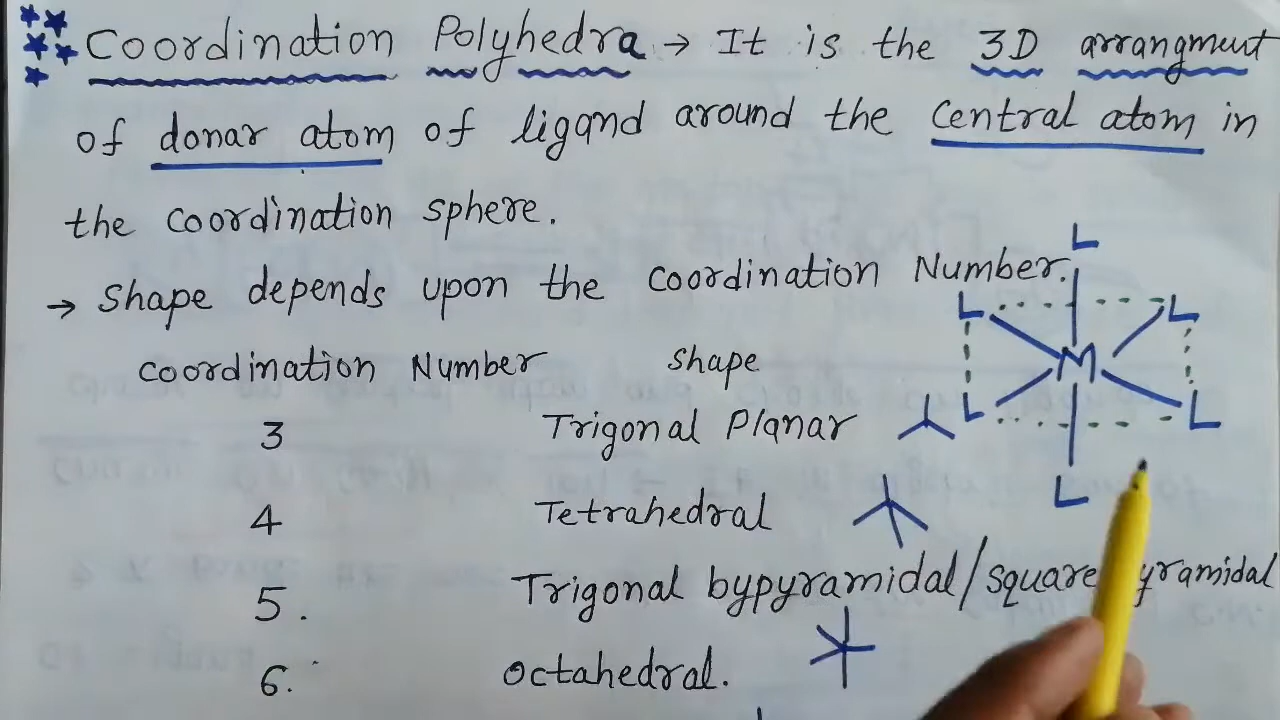 Coordination Polyhedra → It is the 3D arrangment
of donar atom of ligand around the central atom in
the coordination sphere.
→ Shape depends upon the coordination Number.
coordination Number shape
3 Trigonal Planar
4 Tetrahedral
5. Trigonal bypyramidal/square yramidal
6. Octahedral.
L
L L
M
L L
L